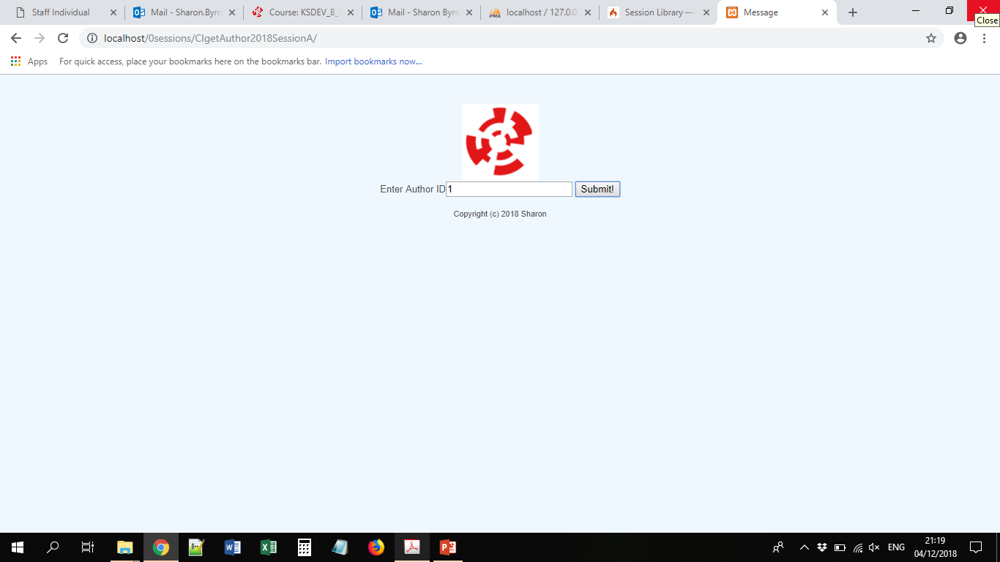 Staff Individual
Mail - Sharon.Byrn
Course: KSDEV_B_Y
Mail - Sharon Byrn
localhost / 127.0.0
Session Library —
Message
Close
localhost/0sessions/CIgetAuthor2018SessionA/
Apps
For quick access, place your bookmarks here on the bookmarks bar. Import bookmarks now...
Enter Author ID 1 Submit!
Copyright (c) 2018 Sharon
ENG
21:19
04/12/2018